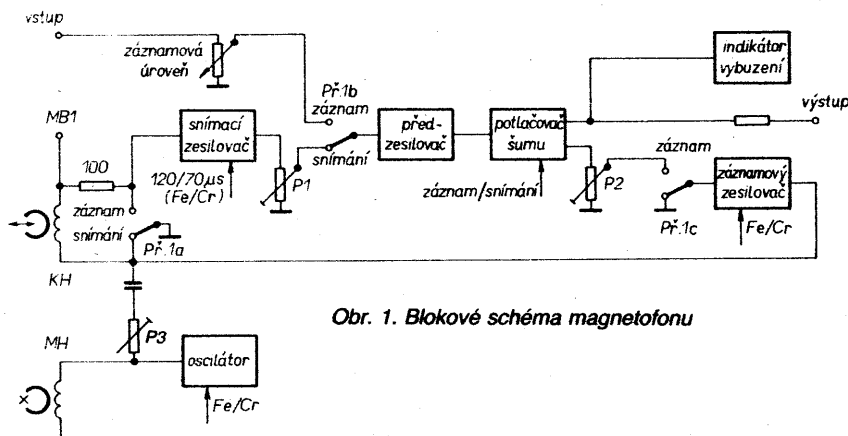 vstup
záznamová
úroveň
Př.1b
záznam
snímání
indikátor
vybuzení
výstup
MB1
snímací
zesilovač
před-
zesilovač
potlačovač
šumu
100
120/70μs
(Fe/Cr)
P1
záznam/snímání
P2
záznam
Př.1c
záznamový
zesilovač
Fe/Cr
záznam
snímání
Př.1a
KH
P3
MH
oscilátor
Fe/Cr
Obr. 1. Blokové schéma magnetofonu